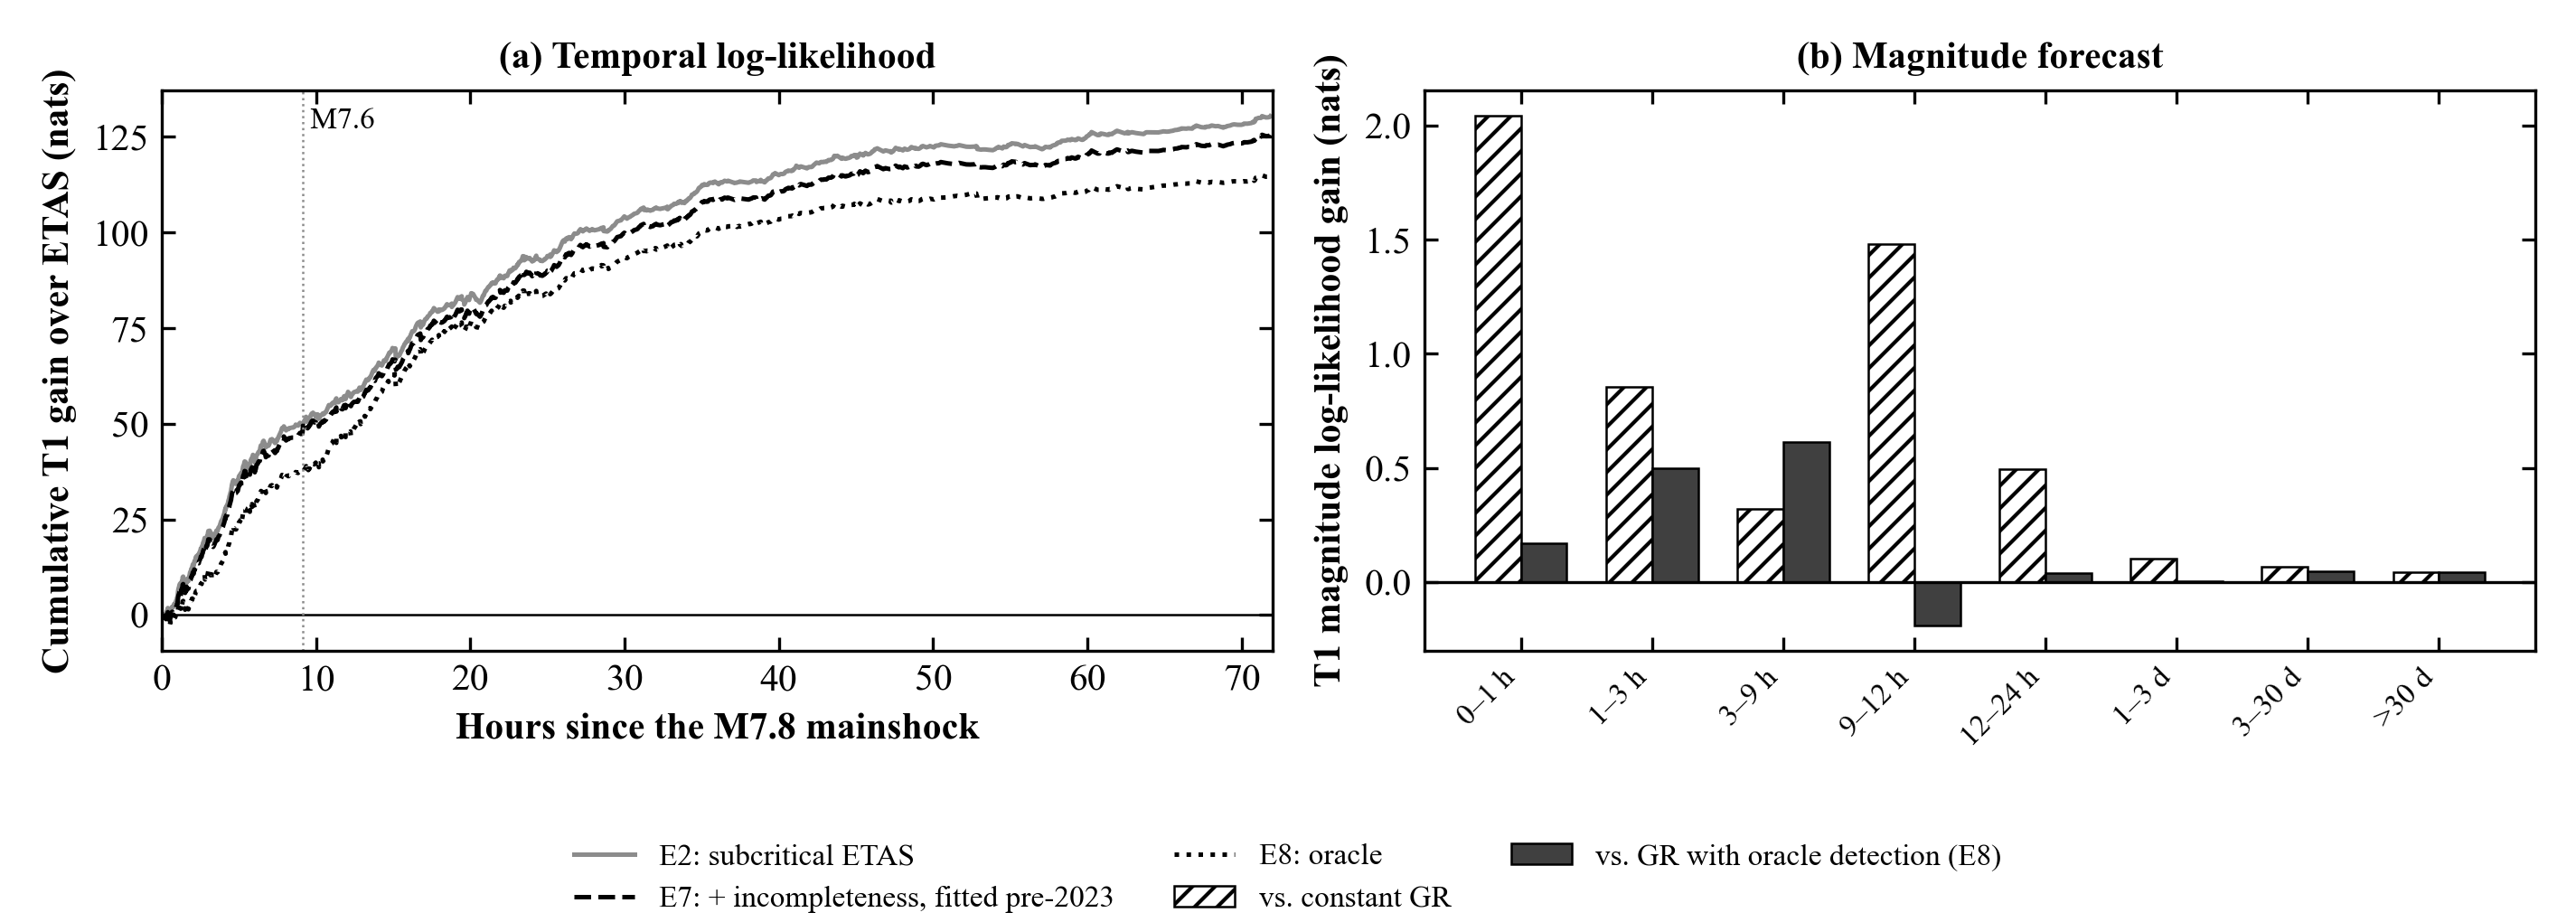 (a) Temporal log-likelihood
Cumulative T1 gain over ETAS (nats)
125
100
75
50
25
0
M7.6
0 10 20 30 40 50 60 70
Hours since the M7.8 mainshock
(b) Magnitude forecast
T1 magnitude log-likelihood gain (nats)
2.0
1.5
1.0
0.5
0.0
0–1 h 1–3 h 3–9 h 9–12 h 12–24 h 1–3 d 3–30 d >30 d
E2: subcritical ETAS
E7: + incompleteness, fitted pre-2023
E8: oracle
vs. constant GR
vs. GR with oracle detection (E8)